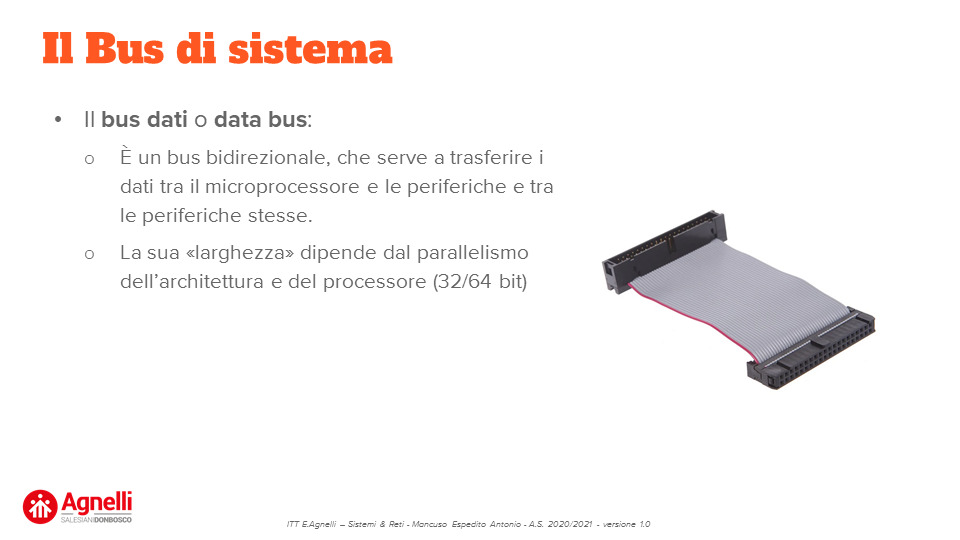 Il Bus di sistema
• Il bus dati o data bus:
o È un bus bidirezionale, che serve a trasferire i
dati tra il microprocessore e le periferiche e tra
le periferiche stesse.
o La sua «larghezza» dipende dal parallelismo
dell’architettura e del processore (32/64 bit)
Agnelli
SALESIANI DONBOSCO
ITT E.Agnelli – Sistemi & Reti - Mancuso Espedito Antonio - A.S. 2020/2021 - versione 1.0